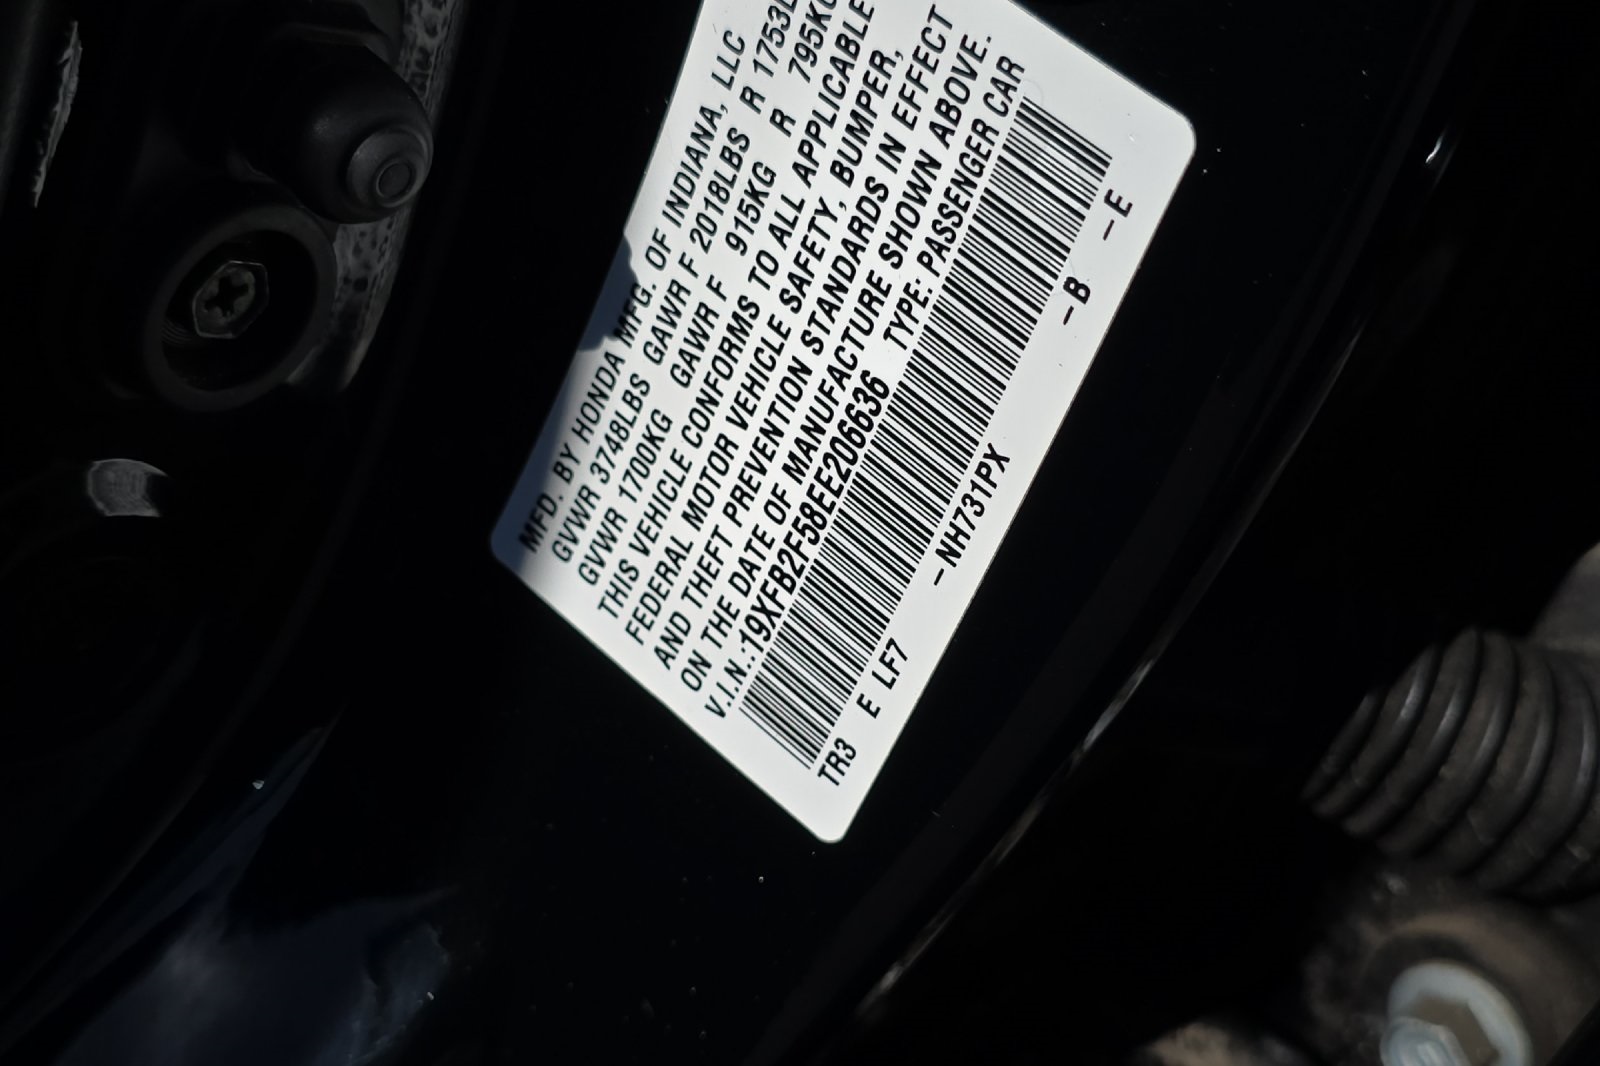 MFD. BY HONDA MFG. OF INDIANA, LLC
GVWR 3748LBS GAWR F 2018LBS R 1753L
GVWR 1700KG GAWR F 915KG R 795KG
THIS VEHICLE CONFORMS TO ALL APPLICABLE
FEDERAL MOTOR VEHICLE SAFETY, BUMPER,
AND THEFT PREVENTION STANDARDS IN EFFECT
ON THE DATE OF MANUFACTURE SHOWN ABOVE.
V.I.N.:19XFB2F58EE206636 TYPE: PASSENGER CAR
TR3 E LF7 -NH731PX -B -E